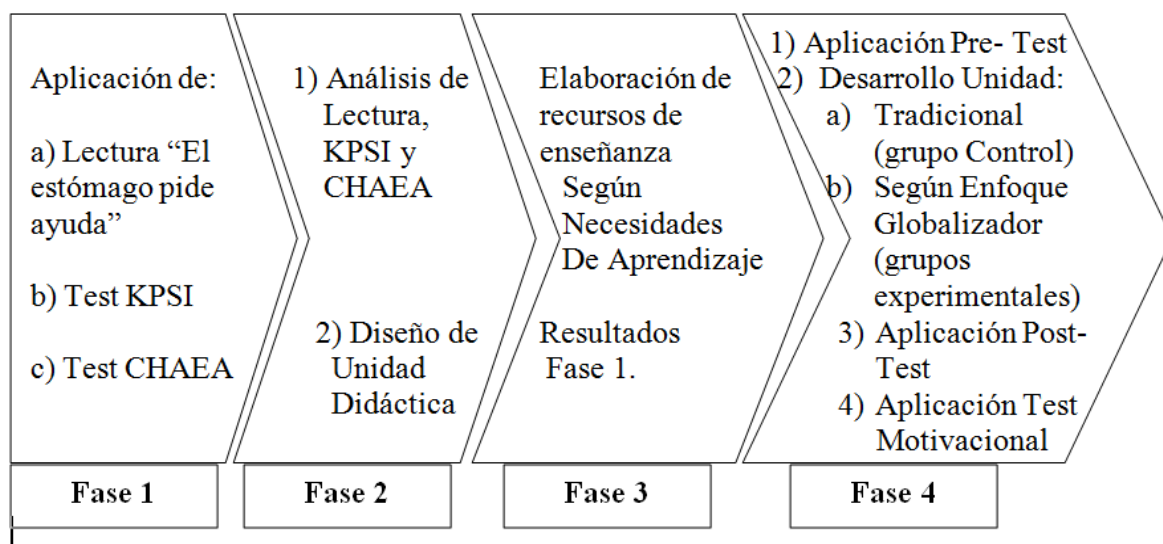 Aplicación de:
a) Lectura “El
estómago pide
ayuda”
b) Test KPSI
c) Test CHAEA
Fase 1
1) Análisis de
Lectura,
KPSI y
CHAEA
2) Diseño de
Unidad
Didáctica
Fase 2
Elaboración de
recursos de
enseñanza
Según
Necesidades
De Aprendizaje
Resultados
Fase 1.
Fase 3
1) Aplicación Pre- Test
2) Desarrollo Unidad:
a) Tradicional
(grupo Control)
b) Según Enfoque
Globalizador
(grupos
experimentales)
3) Aplicación Post-
Test
4) Aplicación Test
Motivacional
Fase 4